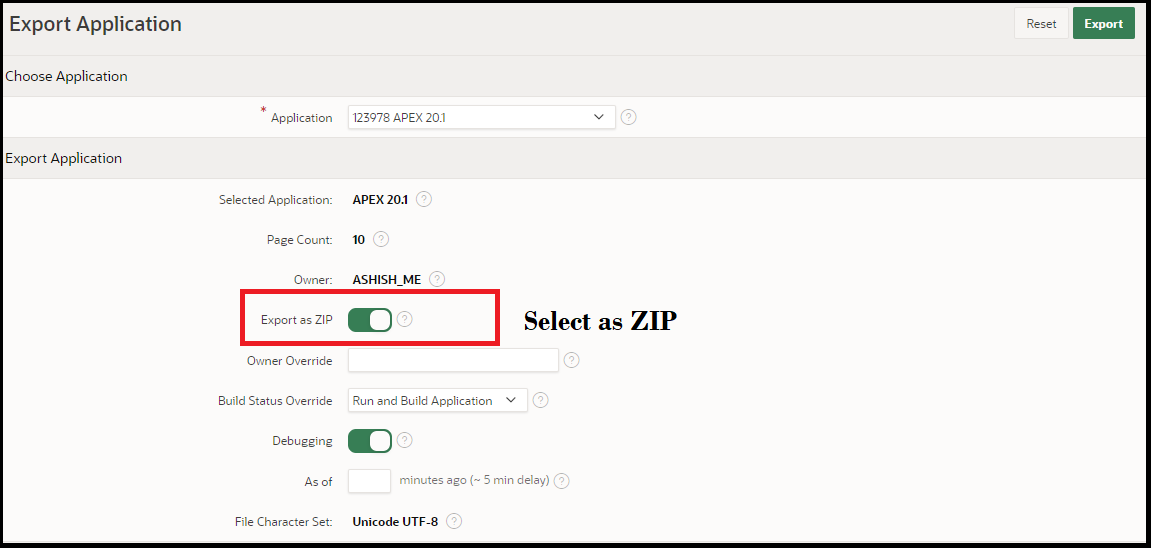 Export Application
Reset
Export
Choose Application
* Application
123978 APEX 20.1
?
Export Application
Selected Application: APEX 20.1 ?
Page Count: 10 ?
Owner: ASHISH_ME ?
Export as ZIP ?
Select as ZIP
Owner Override ?
Build Status Override Run and Build Application ?
Debugging ?
As of minutes ago (~ 5 min delay) ?
File Character Set: Unicode UTF-8 ?